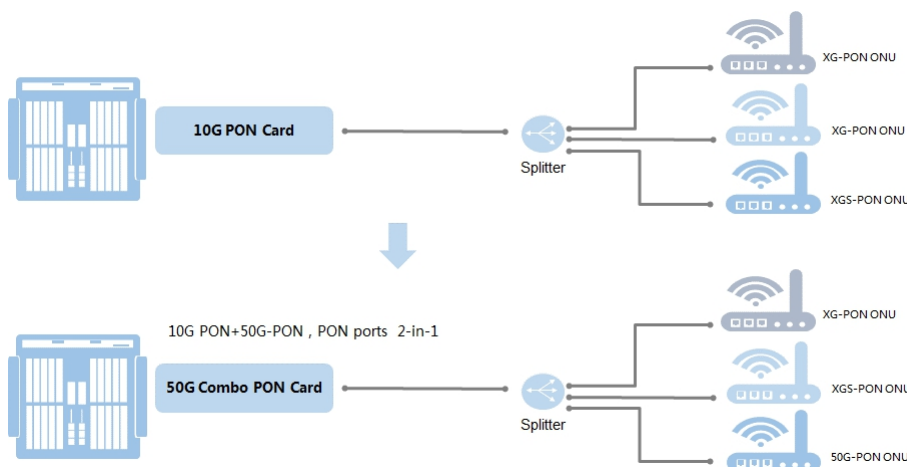 XG-PON ONU
10G PON Card
XG-PON ONU
Splitter
XGS-PON ONU
10G PON+50G-PON , PON ports 2-in-1
XG-PON ONU
50G Combo PON Card
XGS-PON ONU
Splitter
50G-PON ONU